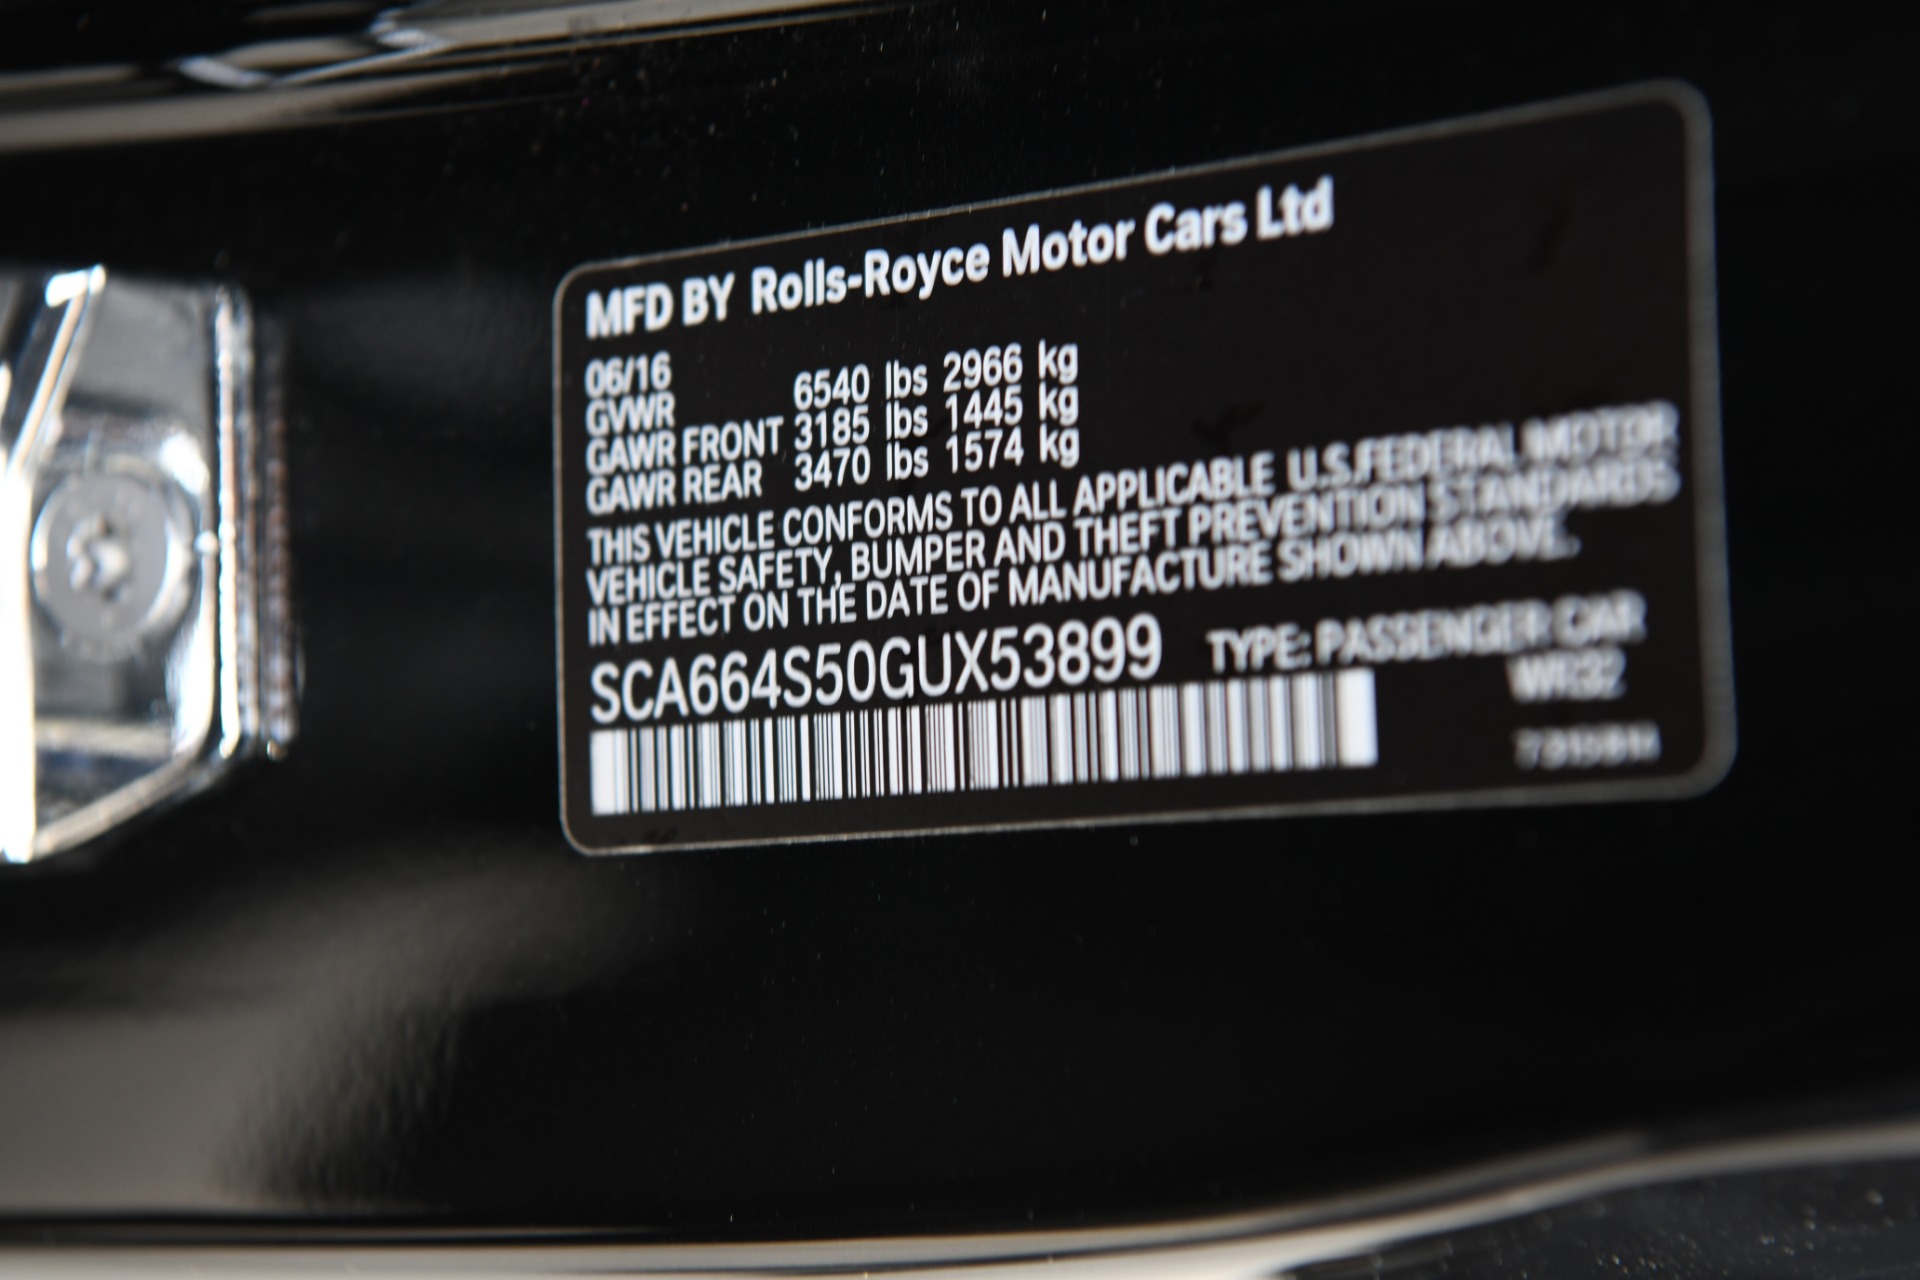 MFD BY Rolls-Royce Motor Cars Ltd
06/16
GVWR 6540 lbs 2966 kg
GAWR FRONT 3185 lbs 1445 kg
GAWR REAR 3470 lbs 1574 kg
THIS VEHICLE CONFORMS TO ALL APPLICABLE U.S.FEDERAL MOTOR
VEHICLE SAFETY, BUMPER AND THEFT PREVENTION STANDARDS
IN EFFECT ON THE DATE OF MANUFACTURE SHOWN ABOVE.
SCA664S50GUX53899 TYPE: PASSENGER CAR
WR32